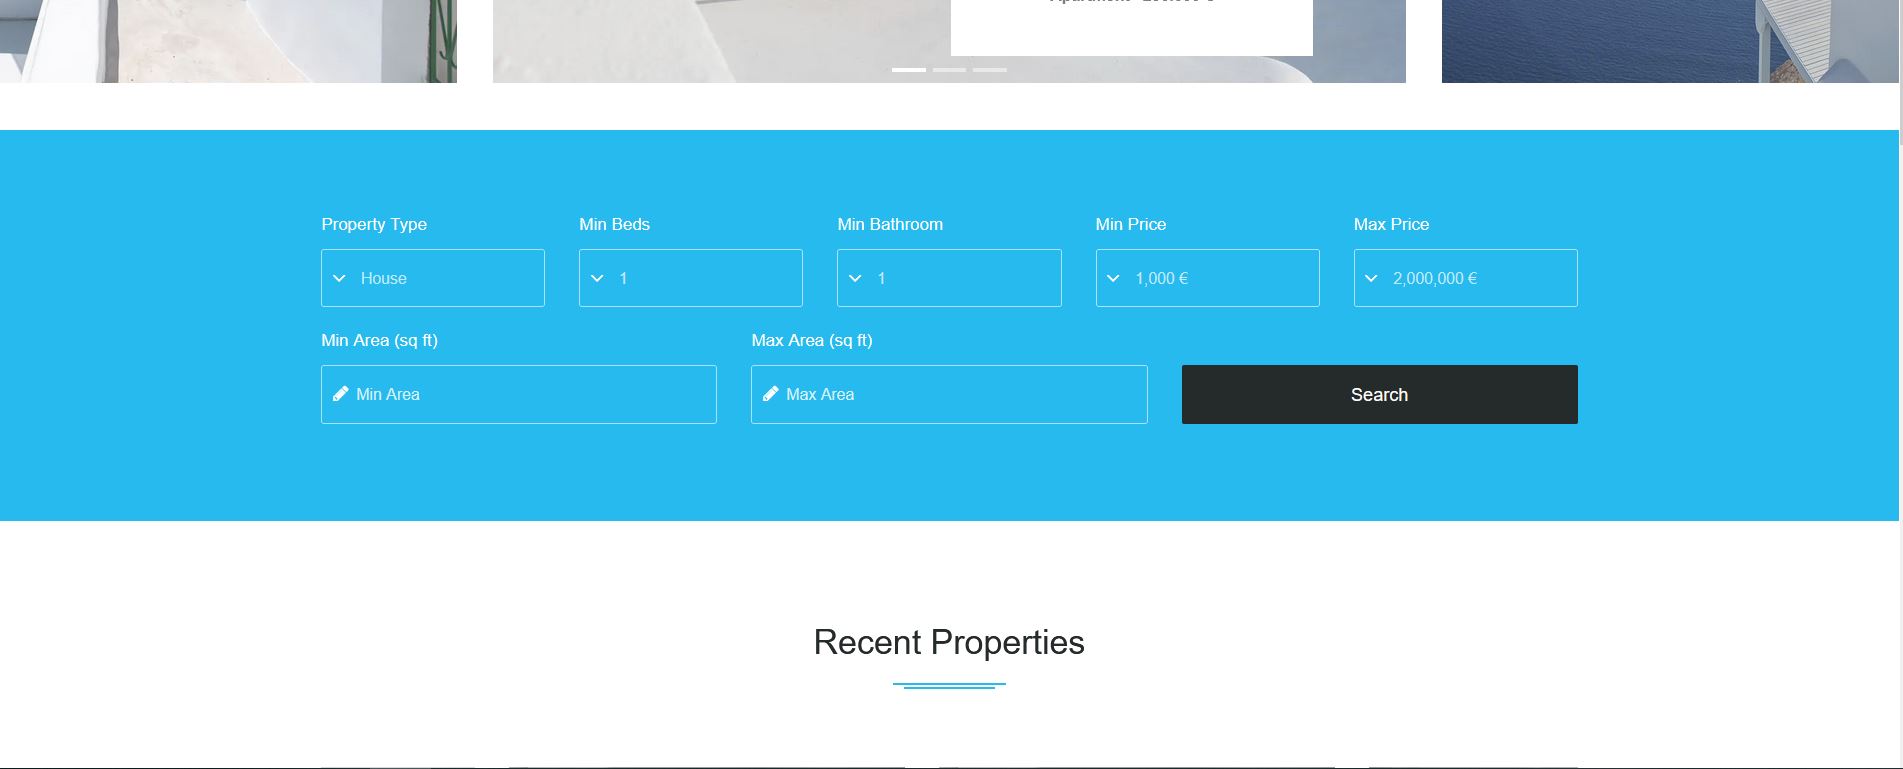 Property Type
Min Beds
Min Bathroom
Min Price
Max Price
House
1
1
1,000 €
2,000,000 €
Min Area (sq ft)
Max Area (sq ft)
Min Area
Max Area
Search
Recent Properties